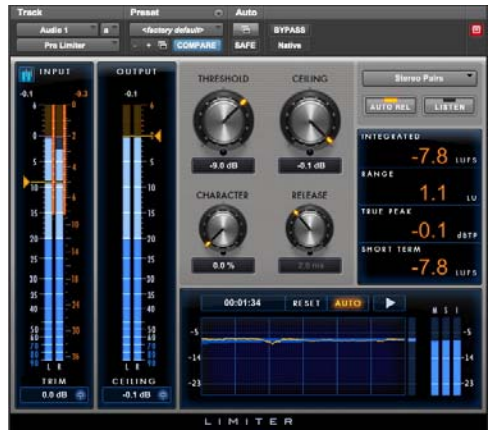 Track Preset Auto
Audio 1 a <factory default> BYPASS
Pro Limiter - + COMPARE SAFE Native
INPUT OUTPUT
-0.1 -0.3 -0.1
THRESHOLD CEILING
-9.0 dB -0.1 dB
CHARACTER RELEASE
0.0 %
Stereo Pairs
AUTO REL LISTEN
INTEGRATED
-7.8 LUFS
RANGE
1.1 LU
TRUE PEAK
-0.1 dBTP
SHORT TERM
-7.8 LUFS
L R L R
TRIM CEILING
0.0 dB -0.1 dB
00:01:34 RESET AUTO
M S I
-5 -5
-14 -14
-23 -23
LIMITER